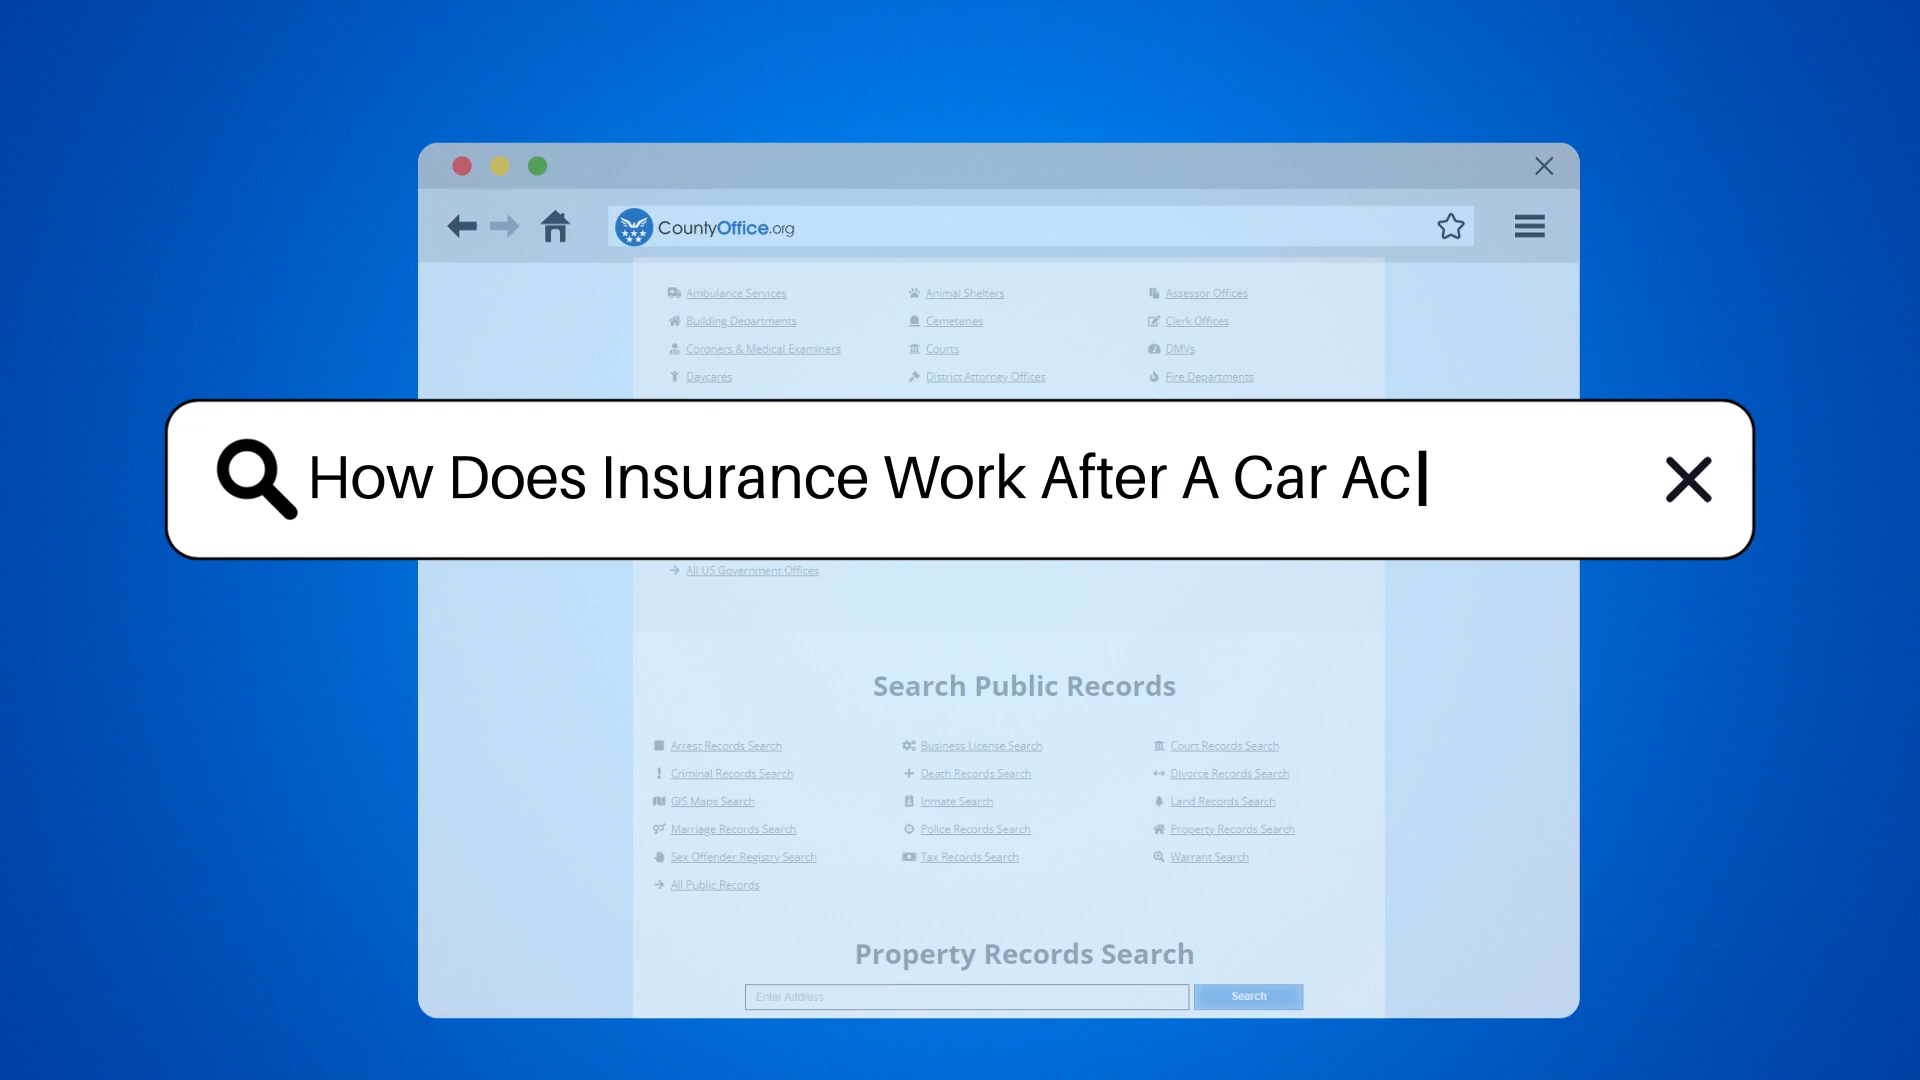 CountyOffice.org
Ambulance Services Animal Shelters Assessor Offices
Building Departments Cemeteries Clerk Offices
Coroners & Medical Examiners Courts DMVs
Daycares District Attorney Offices Fire Departments
How Does Insurance Work After A Car Ac
All US Government Offices
Search Public Records
Arrest Records Search Business License Search Court Records Search
Criminal Records Search Death Records Search Divorce Records Search
GIS Maps Search Inmate Search Land Records Search
Marriage Records Search Police Records Search Property Records Search
Sex Offender Registry Search Tax Records Search Warrant Search
All Public Records
Property Records Search
Enter Address Search